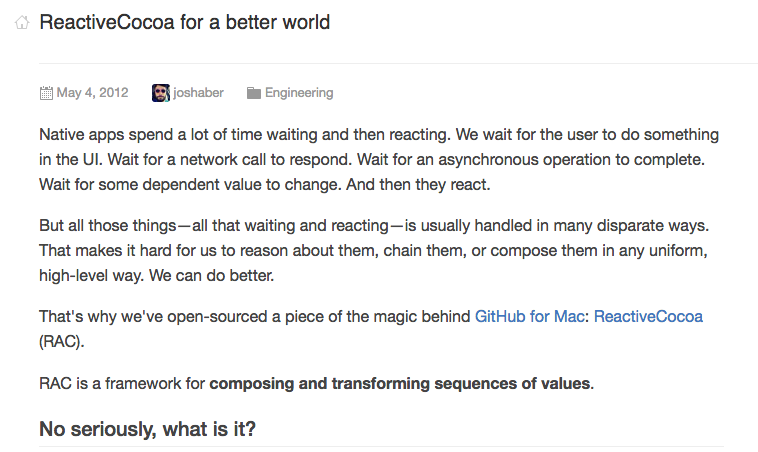 ReactiveCocoa for a better world
May 4, 2012 joshaber Engineering
Native apps spend a lot of time waiting and then reacting. We wait for the user to do something
in the UI. Wait for a network call to respond. Wait for an asynchronous operation to complete.
Wait for some dependent value to change. And then they react.
But all those things—all that waiting and reacting—is usually handled in many disparate ways.
That makes it hard for us to reason about them, chain them, or compose them in any uniform,
high-level way. We can do better.
That's why we've open-sourced a piece of the magic behind GitHub for Mac: ReactiveCocoa
(RAC).
RAC is a framework for composing and transforming sequences of values.
No seriously, what is it?